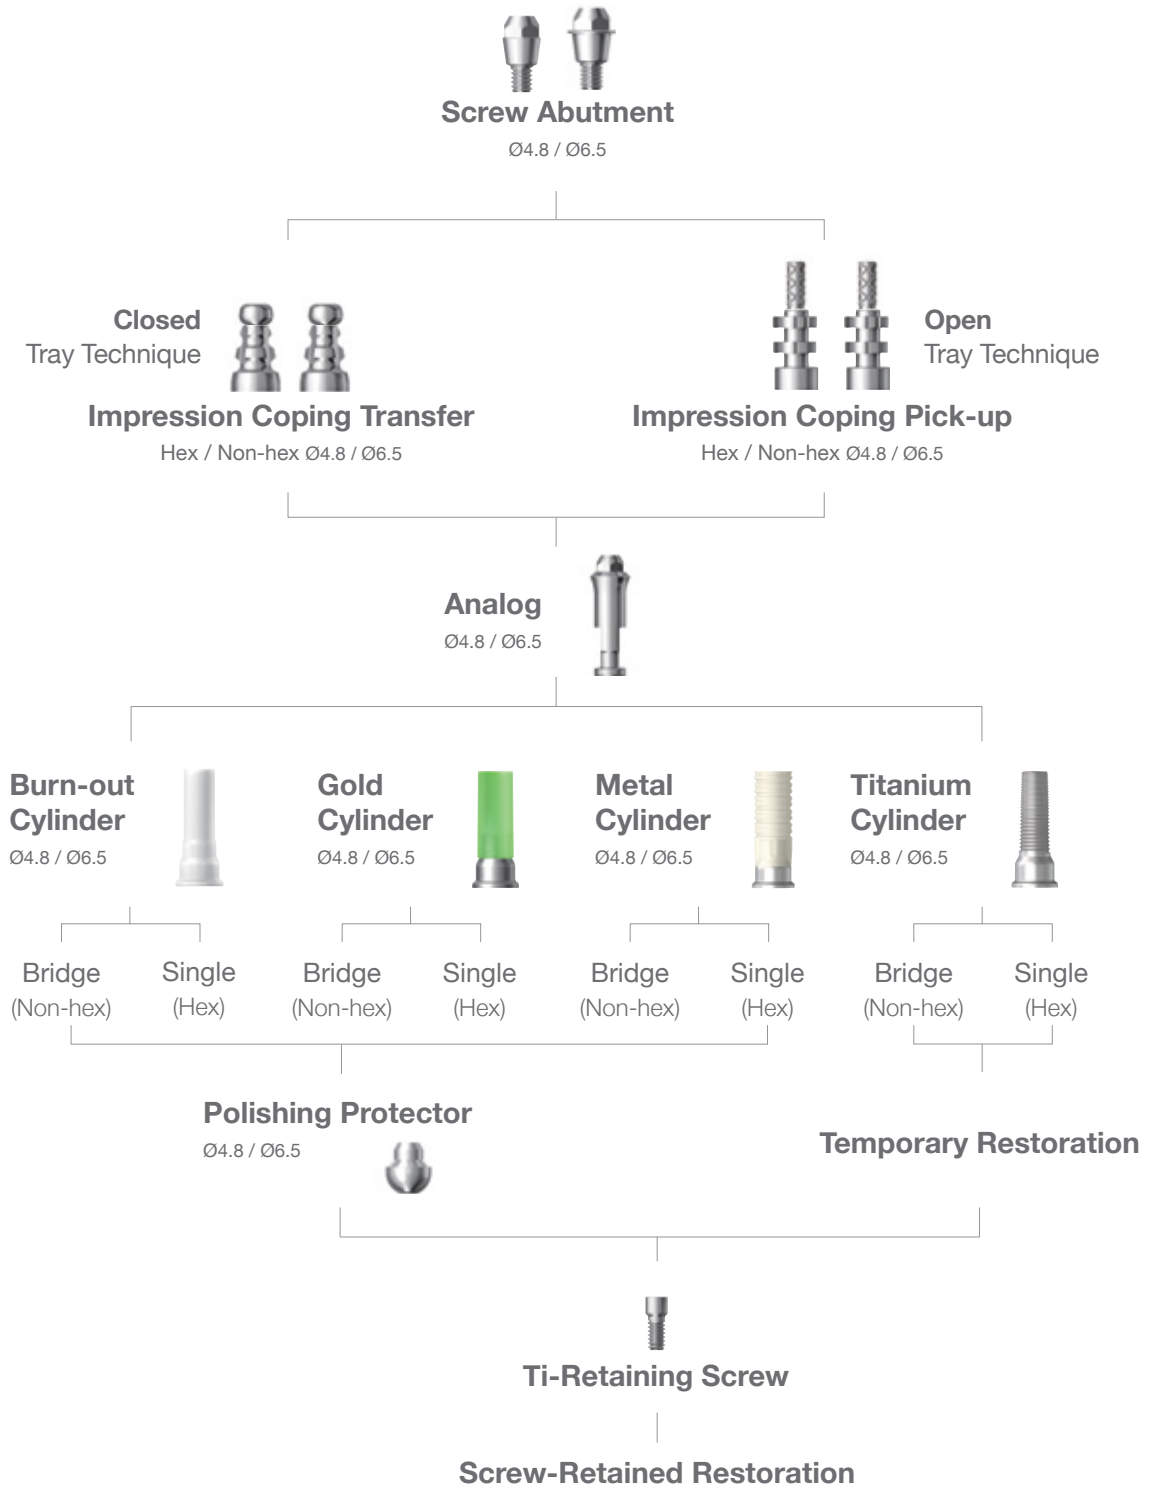 Screw Abutment
Ø4.8 / Ø6.5
Closed
Tray Technique
Impression Coping Transfer
Hex / Non-hex Ø4.8 / Ø6.5
Open
Tray Technique
Impression Coping Pick-up
Hex / Non-hex Ø4.8 / Ø6.5
Analog
Ø4.8 / Ø6.5
Burn-out
Cylinder
Ø4.8 / Ø6.5
Gold
Cylinder
Ø4.8 / Ø6.5
Metal
Cylinder
Ø4.8 / Ø6.5
Titanium
Cylinder
Ø4.8 / Ø6.5
Bridge
(Non-hex)
Single
(Hex)
Bridge
(Non-hex)
Single
(Hex)
Bridge
(Non-hex)
Single
(Hex)
Bridge
(Non-hex)
Single
(Hex)
Polishing Protector
Ø4.8 / Ø6.5
Temporary Restoration
Ti-Retaining Screw
Screw-Retained Restoration